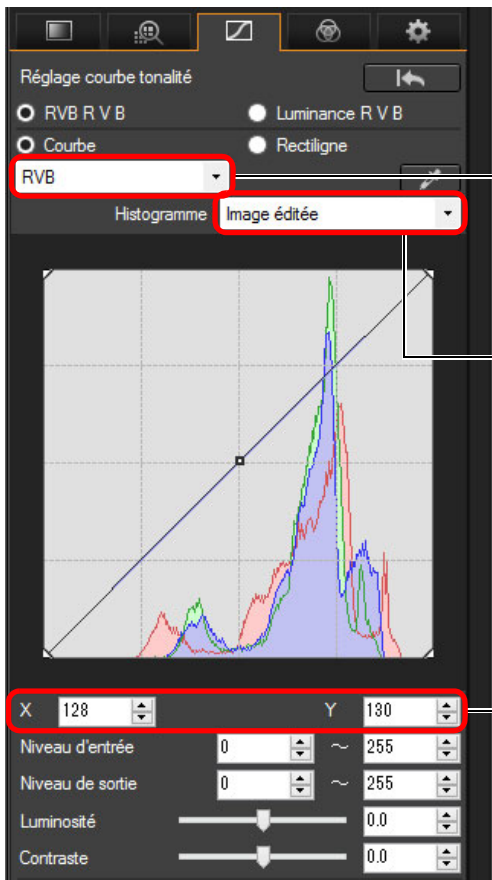 Réglage courbe tonalité
RVB R V B Luminance R V B
Courbe Rectiligne
RVB
Histogramme Image éditée
X 128 Y 130
Niveau d'entrée 0 ~ 255
Niveau de sortie 0 ~ 255
Luminosité 0.0
Contraste 0.0